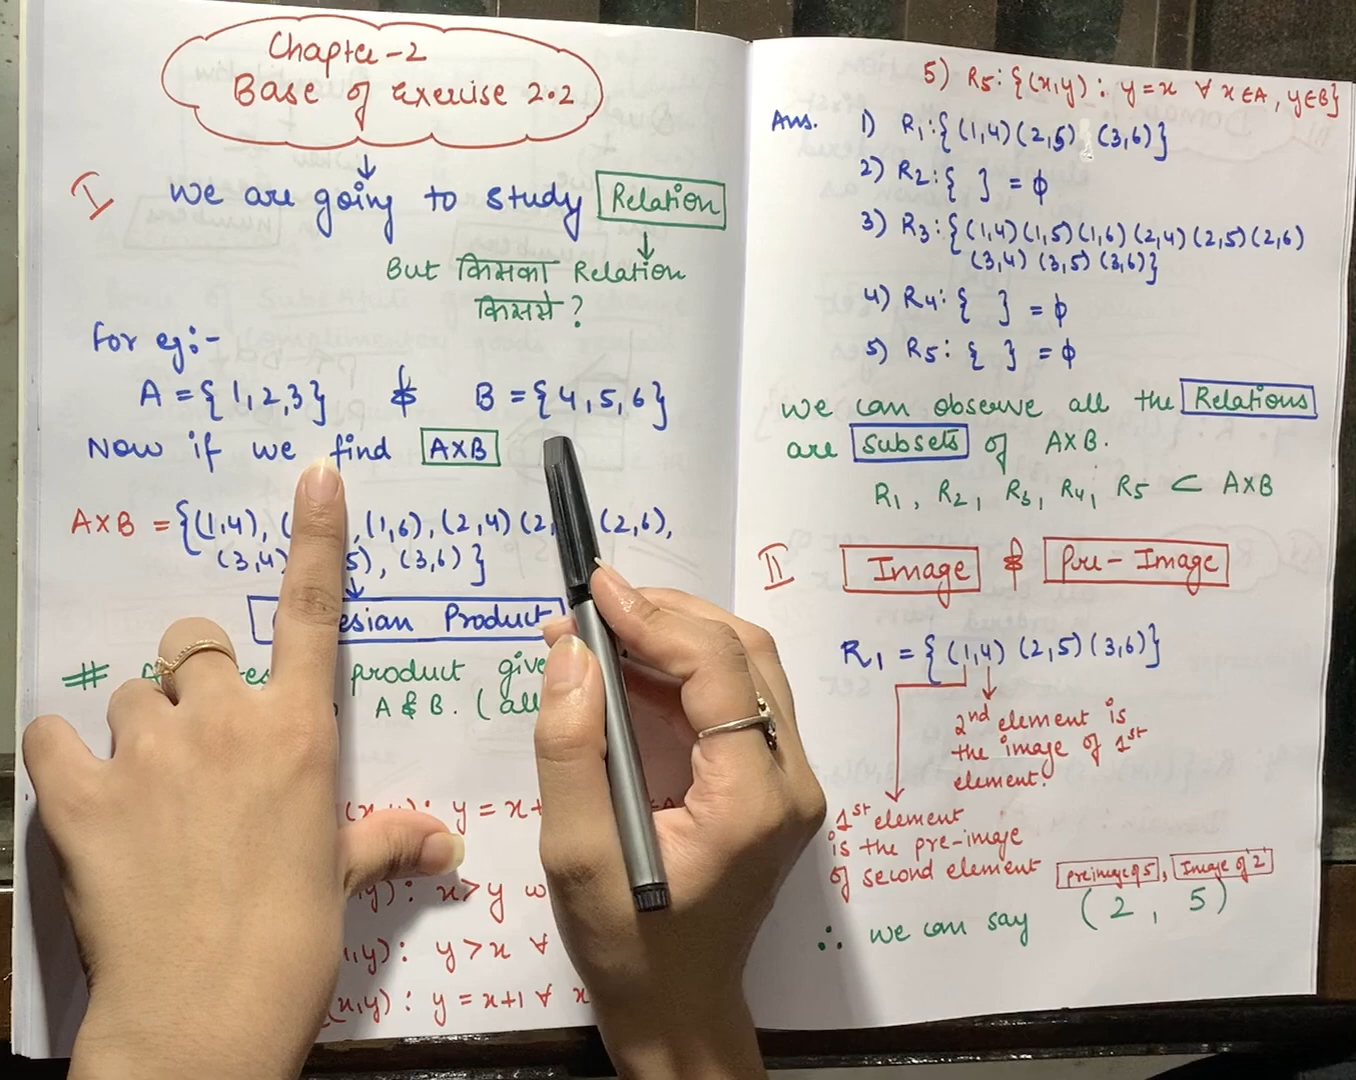 Chapter-2
Base of Exercise 2.2
I we are going to study Relation
But किसका Relation
किससे ?
For eg:-
A = {1,2,3} & B = {4,5,6}
Now if we find A×B
A×B = {(1,4), (1,6), (2,4) (2, (2,6),
(3,4) 5), (3,6)}
esian Product
# product give
A & B. (all
(x,y): y = x+
,y): x>y w
,y): y>x ∀
(x,y): y = x+1 ∀ x
5) R5: {(x,y) : y=x ∀ x∈A, y∈B}
Ans. 1) R1:{(1,4) (2,5) (3,6)}
2) R2:{ } = ϕ
3) R3:{(1,4) (1,5) (1,6) (2,4) (2,5) (2,6)
(3,4) (3,5) (3,6)}
4) R4: { } = ϕ
5) R5: { } = ϕ
we can observe all the Relations
are Subsets of A×B.
R1, R2, R3, R4, R5 ⊂ A×B
II Image & Pre-Image
R1 = {(1,4) (2,5) (3,6)}
2nd element is
the image of 1st
element.
1st element
is the pre-image
of second element
preimage of 5, Image of '2'
∴ we can say (2, 5)